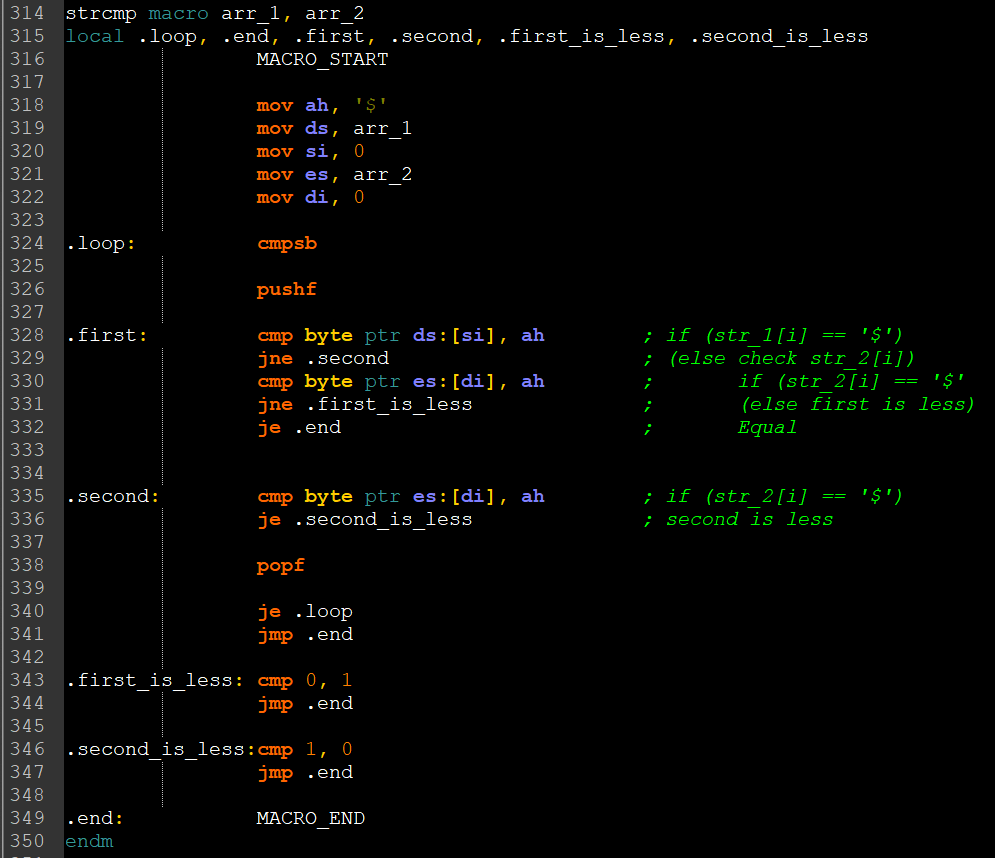 314 strcmp macro arr_1, arr_2
315 local .loop, .end, .first, .second, .first_is_less, .second_is_less
316 MACRO_START
317
318 mov ah, '$'
319 mov ds, arr_1
320 mov si, 0
321 mov es, arr_2
322 mov di, 0
323
324 .loop: cmpsb
325
326 pushf
327
328 .first: cmp byte ptr ds:[si], ah ; if (str_1[i] == '$')
329 jne .second ; (else check str_2[i])
330 cmp byte ptr es:[di], ah ; if (str_2[i] == '$'
331 jne .first_is_less ; (else first is less)
332 je .end ; Equal
333
334
335 .second: cmp byte ptr es:[di], ah ; if (str_2[i] == '$')
336 je .second_is_less ; second is less
337
338 popf
339
340 je .loop
341 jmp .end
342
343 .first_is_less: cmp 0, 1
344 jmp .end
345
346 .second_is_less:cmp 1, 0
347 jmp .end
348
349 .end: MACRO_END
350 endm